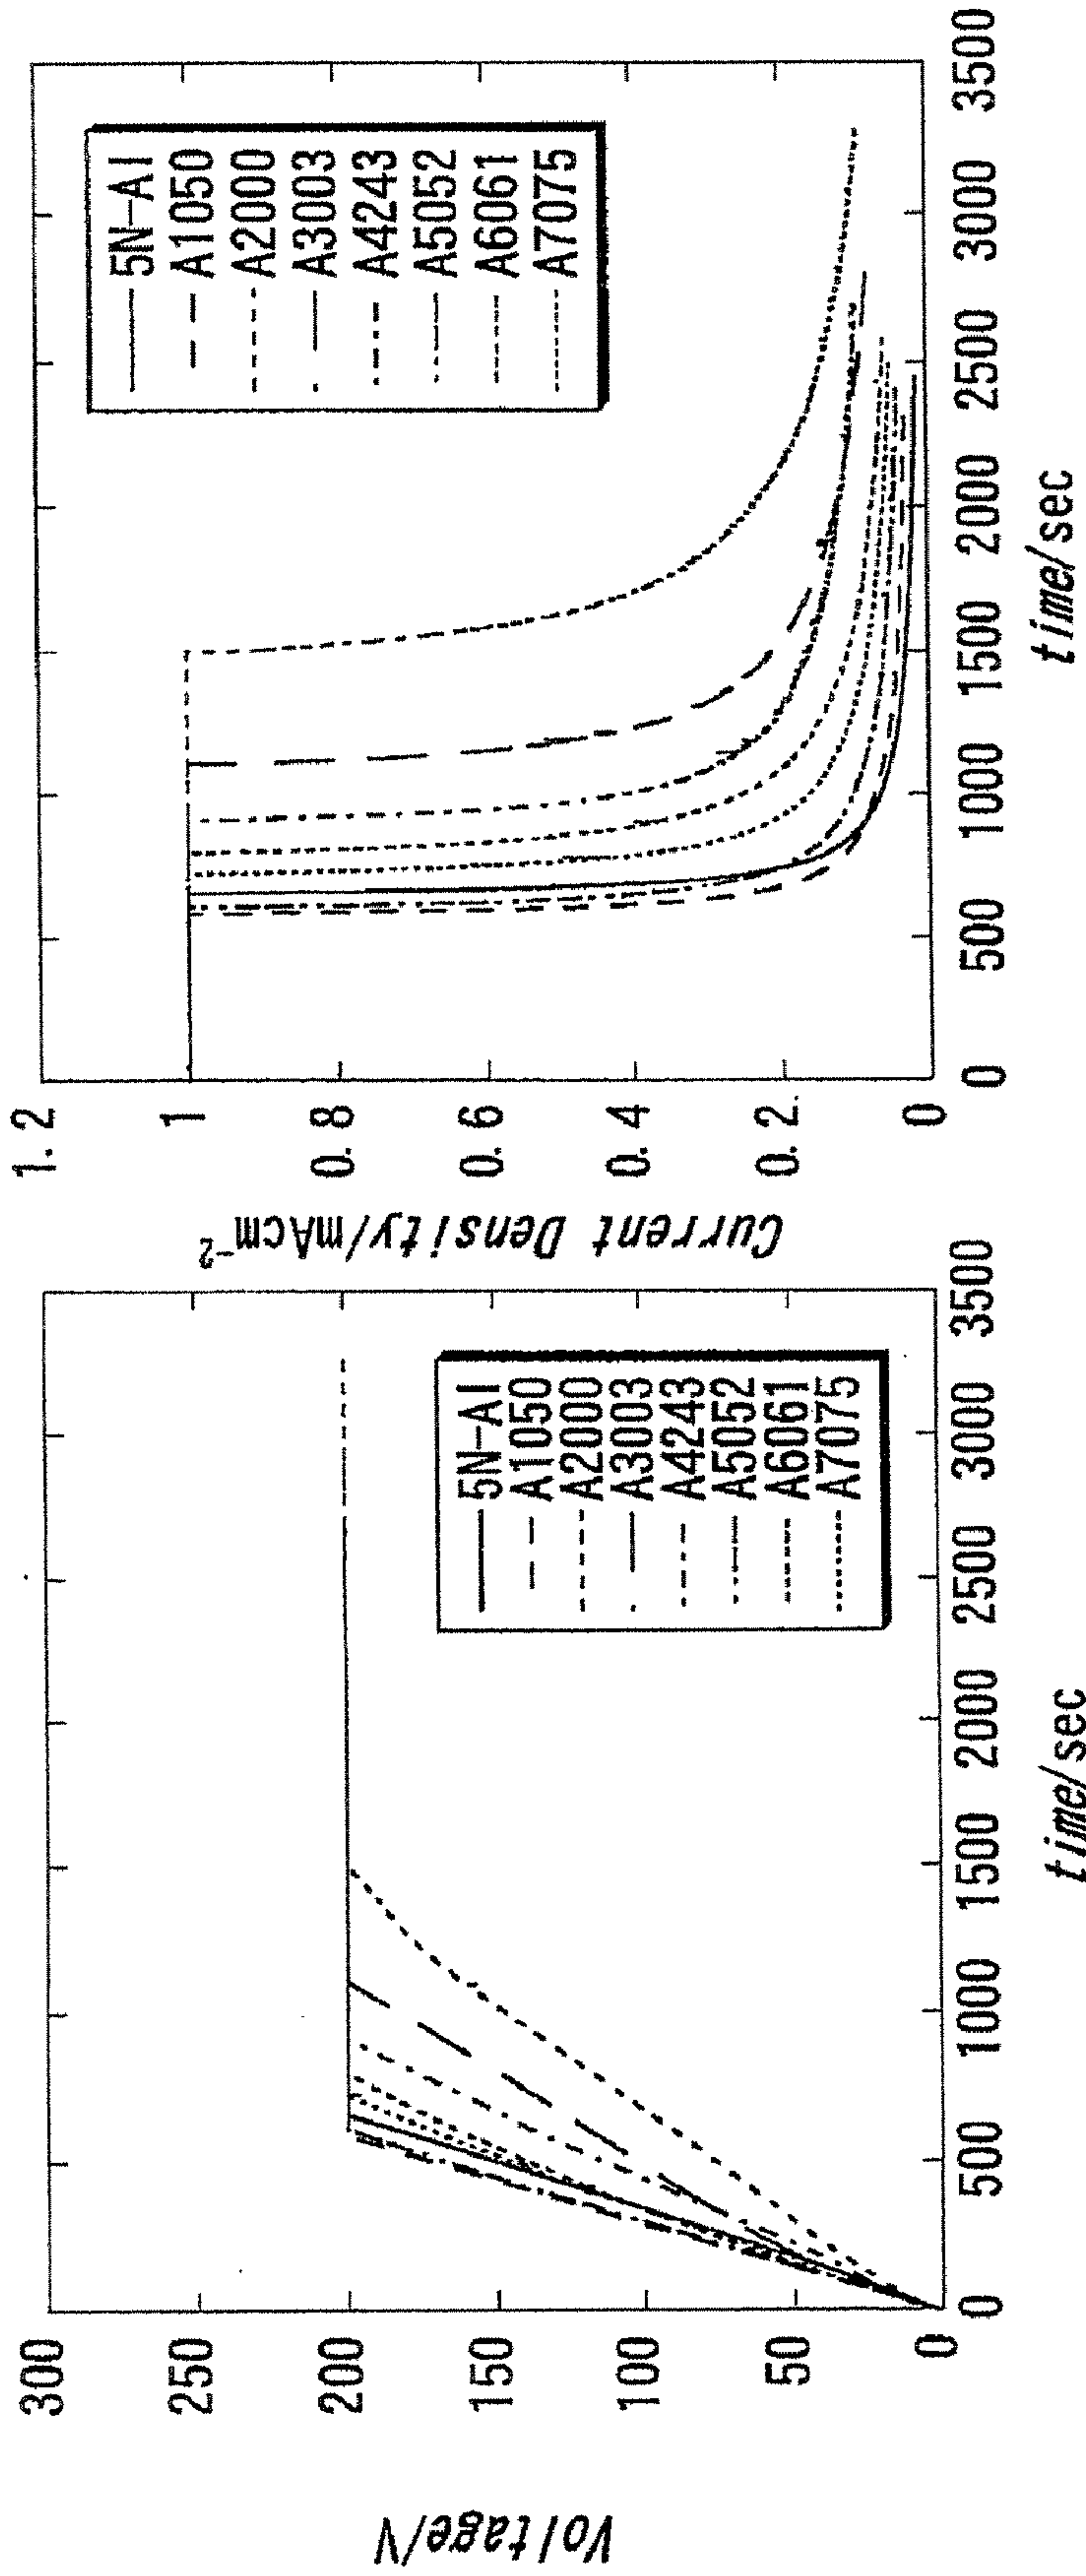 Voltage/V
300
250
200
150
100
50
0
0 500 1000 1500 2000 2500 3000 3500
time/sec
5N-Al
A1050
A2000
A3003
A4243
A5052
A6061
A7075
Current Density/mAcm⁻²
1.2
1
0.8
0.6
0.4
0.2.
0
0 500 1000 1500 2000 2500 3000 3500
time/sec
5N-Al
A1050
A2000
A3003
A4243
A5052
A6061
A7075